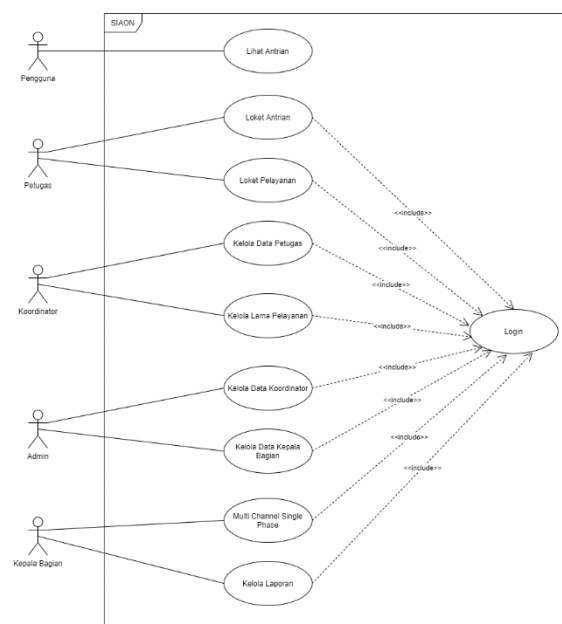 SIAON
Lihat Antrian
Pengguna
Loket Antrian
Petugas
Loket Pelayanan
<<include>>
Kelola Data Petugas
<<include>>
<<include>>
Koordinator
Kelola Lama Pelayanan
<<include>>
Login
<<include>>
Kelola Data Koordinator
<<include>>
Admin
Kelola Data Kepala
Bagian
<<include>>
<<include>>
Multi Channel Single
Phase
Kepala Bagian
Kelola Laporan